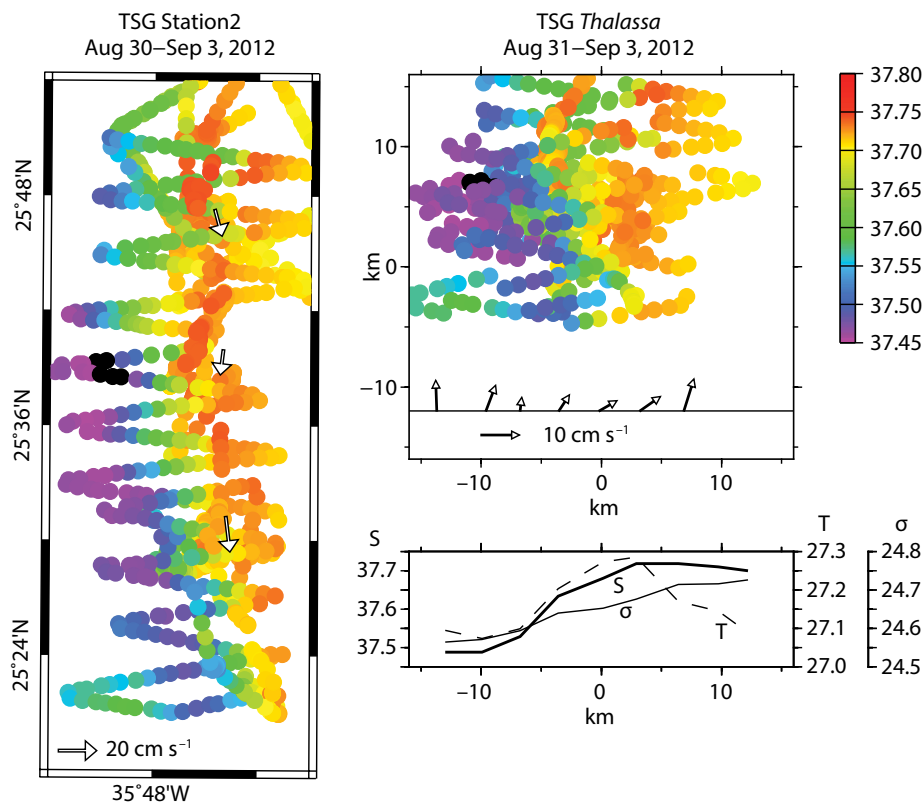 TSG Station2
Aug 30–Sep 3, 2012
25°48'N
25°36'N
25°24'N
20 cm s⁻¹
35°48'W
TSG Thalassa
Aug 31–Sep 3, 2012
10
0
−10
km
10 cm s⁻¹
−10
0
10
km
37.80
37.75
37.70
37.65
37.60
37.55
37.50
37.45
S
T
σ
37.7
37.6
37.5
S
σ
T
27.3
27.2
27.1
27.0
24.8
24.7
24.6
24.5
−10
0
10
km